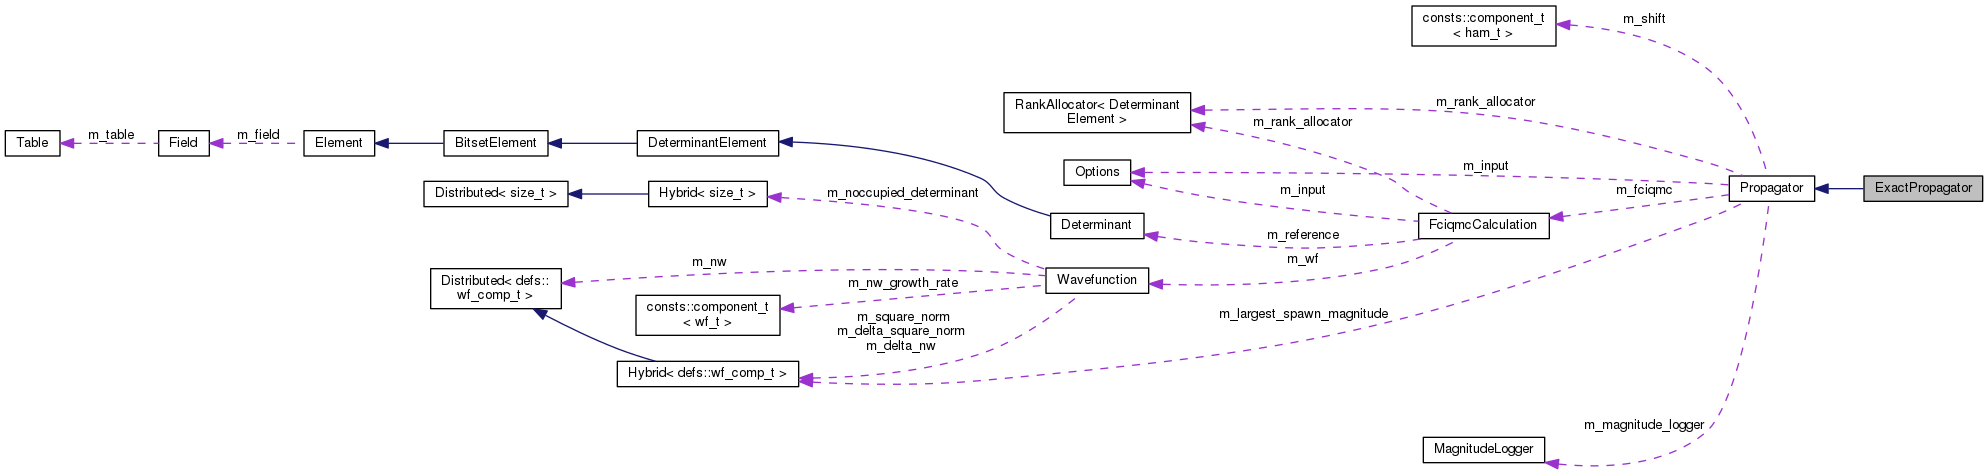 consts::component_t
< ham_t >
m_shift
RankAllocator< Determinant
Element >
m_rank_allocator
m_rank_allocator
Table
m_table
Field
m_field
Element
BitsetElement
DeterminantElement
Options
m_input
m_input
Distributed< size_t >
Hybrid< size_t >
m_noccupied_determinant
Propagator
ExactPropagator
m_fciqmc
Determinant
m_reference
FciqmcCalculation
m_wf
Distributed< defs::
wf_comp_t >
m_nw
Wavefunction
m_nw_growth_rate
consts::component_t
< wf_t >
m_square_norm
m_delta_square_norm
m_delta_nw
m_largest_spawn_magnitude
Hybrid< defs::wf_comp_t >
m_magnitude_logger
MagnitudeLogger